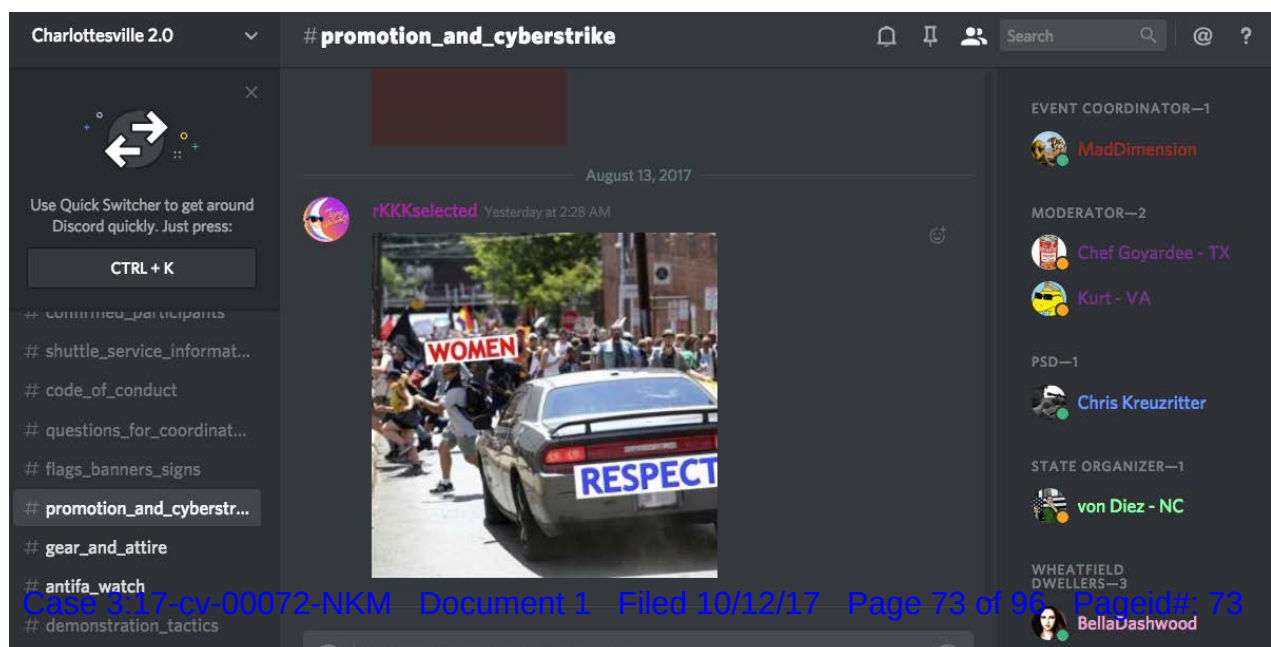 Charlottesville 2.0
#promotion_and_cyberstrike
Search
@
?
Use Quick Switcher to get around
Discord quickly. Just press:
CTRL + K
# confirmed_participants
# shuttle_service_informat...
# code_of_conduct
# questions_for_coordinat...
# flags_banners_signs
# promotion_and_cyberstr...
# gear_and_attire
# antifa_watch
# demonstration_tactics
August 13, 2017
rKKKselected Yesterday at 2:28 AM
WOMEN
RESPECT
EVENT COORDINATOR—1
MadDimension
MODERATOR—2
Chef Goyardee - TX
Kurt - VA
PSD—1
Chris Kreuzritter
STATE ORGANIZER—1
von Diez - NC
WHEATFIELD
DWELLERS—3
BellaDashwood
Case 3:17-cv-00072-NKM Document 1 Filed 10/12/17 Page 73 of 96 Pageid#: 73